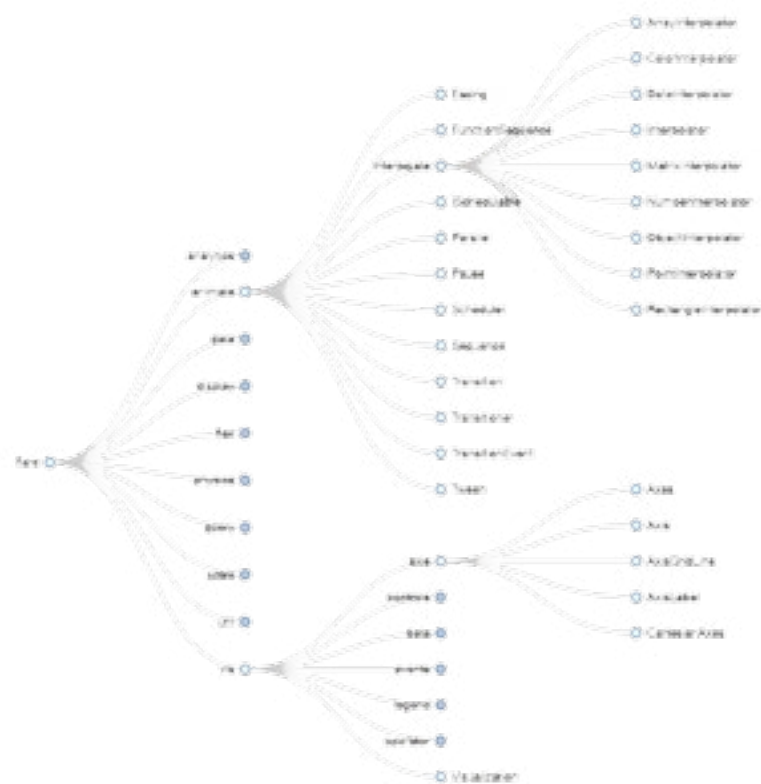 ArrayInterpolator
ColorInterpolator
DateInterpolator
Easing
FunctionSequence
Interpolator
interpolate
MatrixInterpolator
ISchedulable
NumberInterpolator
Parallel
ObjectInterpolator
analytics
Pause
PointInterpolator
animate
Scheduler
RectangleInterpolator
data
Sequence
display
Transition
Transitioner
flex
TransitionEvent
flare
physics
Tween
Axes
query
Axis
scale
axis
AxisGridLine
controls
AxisLabel
util
data
CartesianAxes
vis
events
legend
operator
Visualization